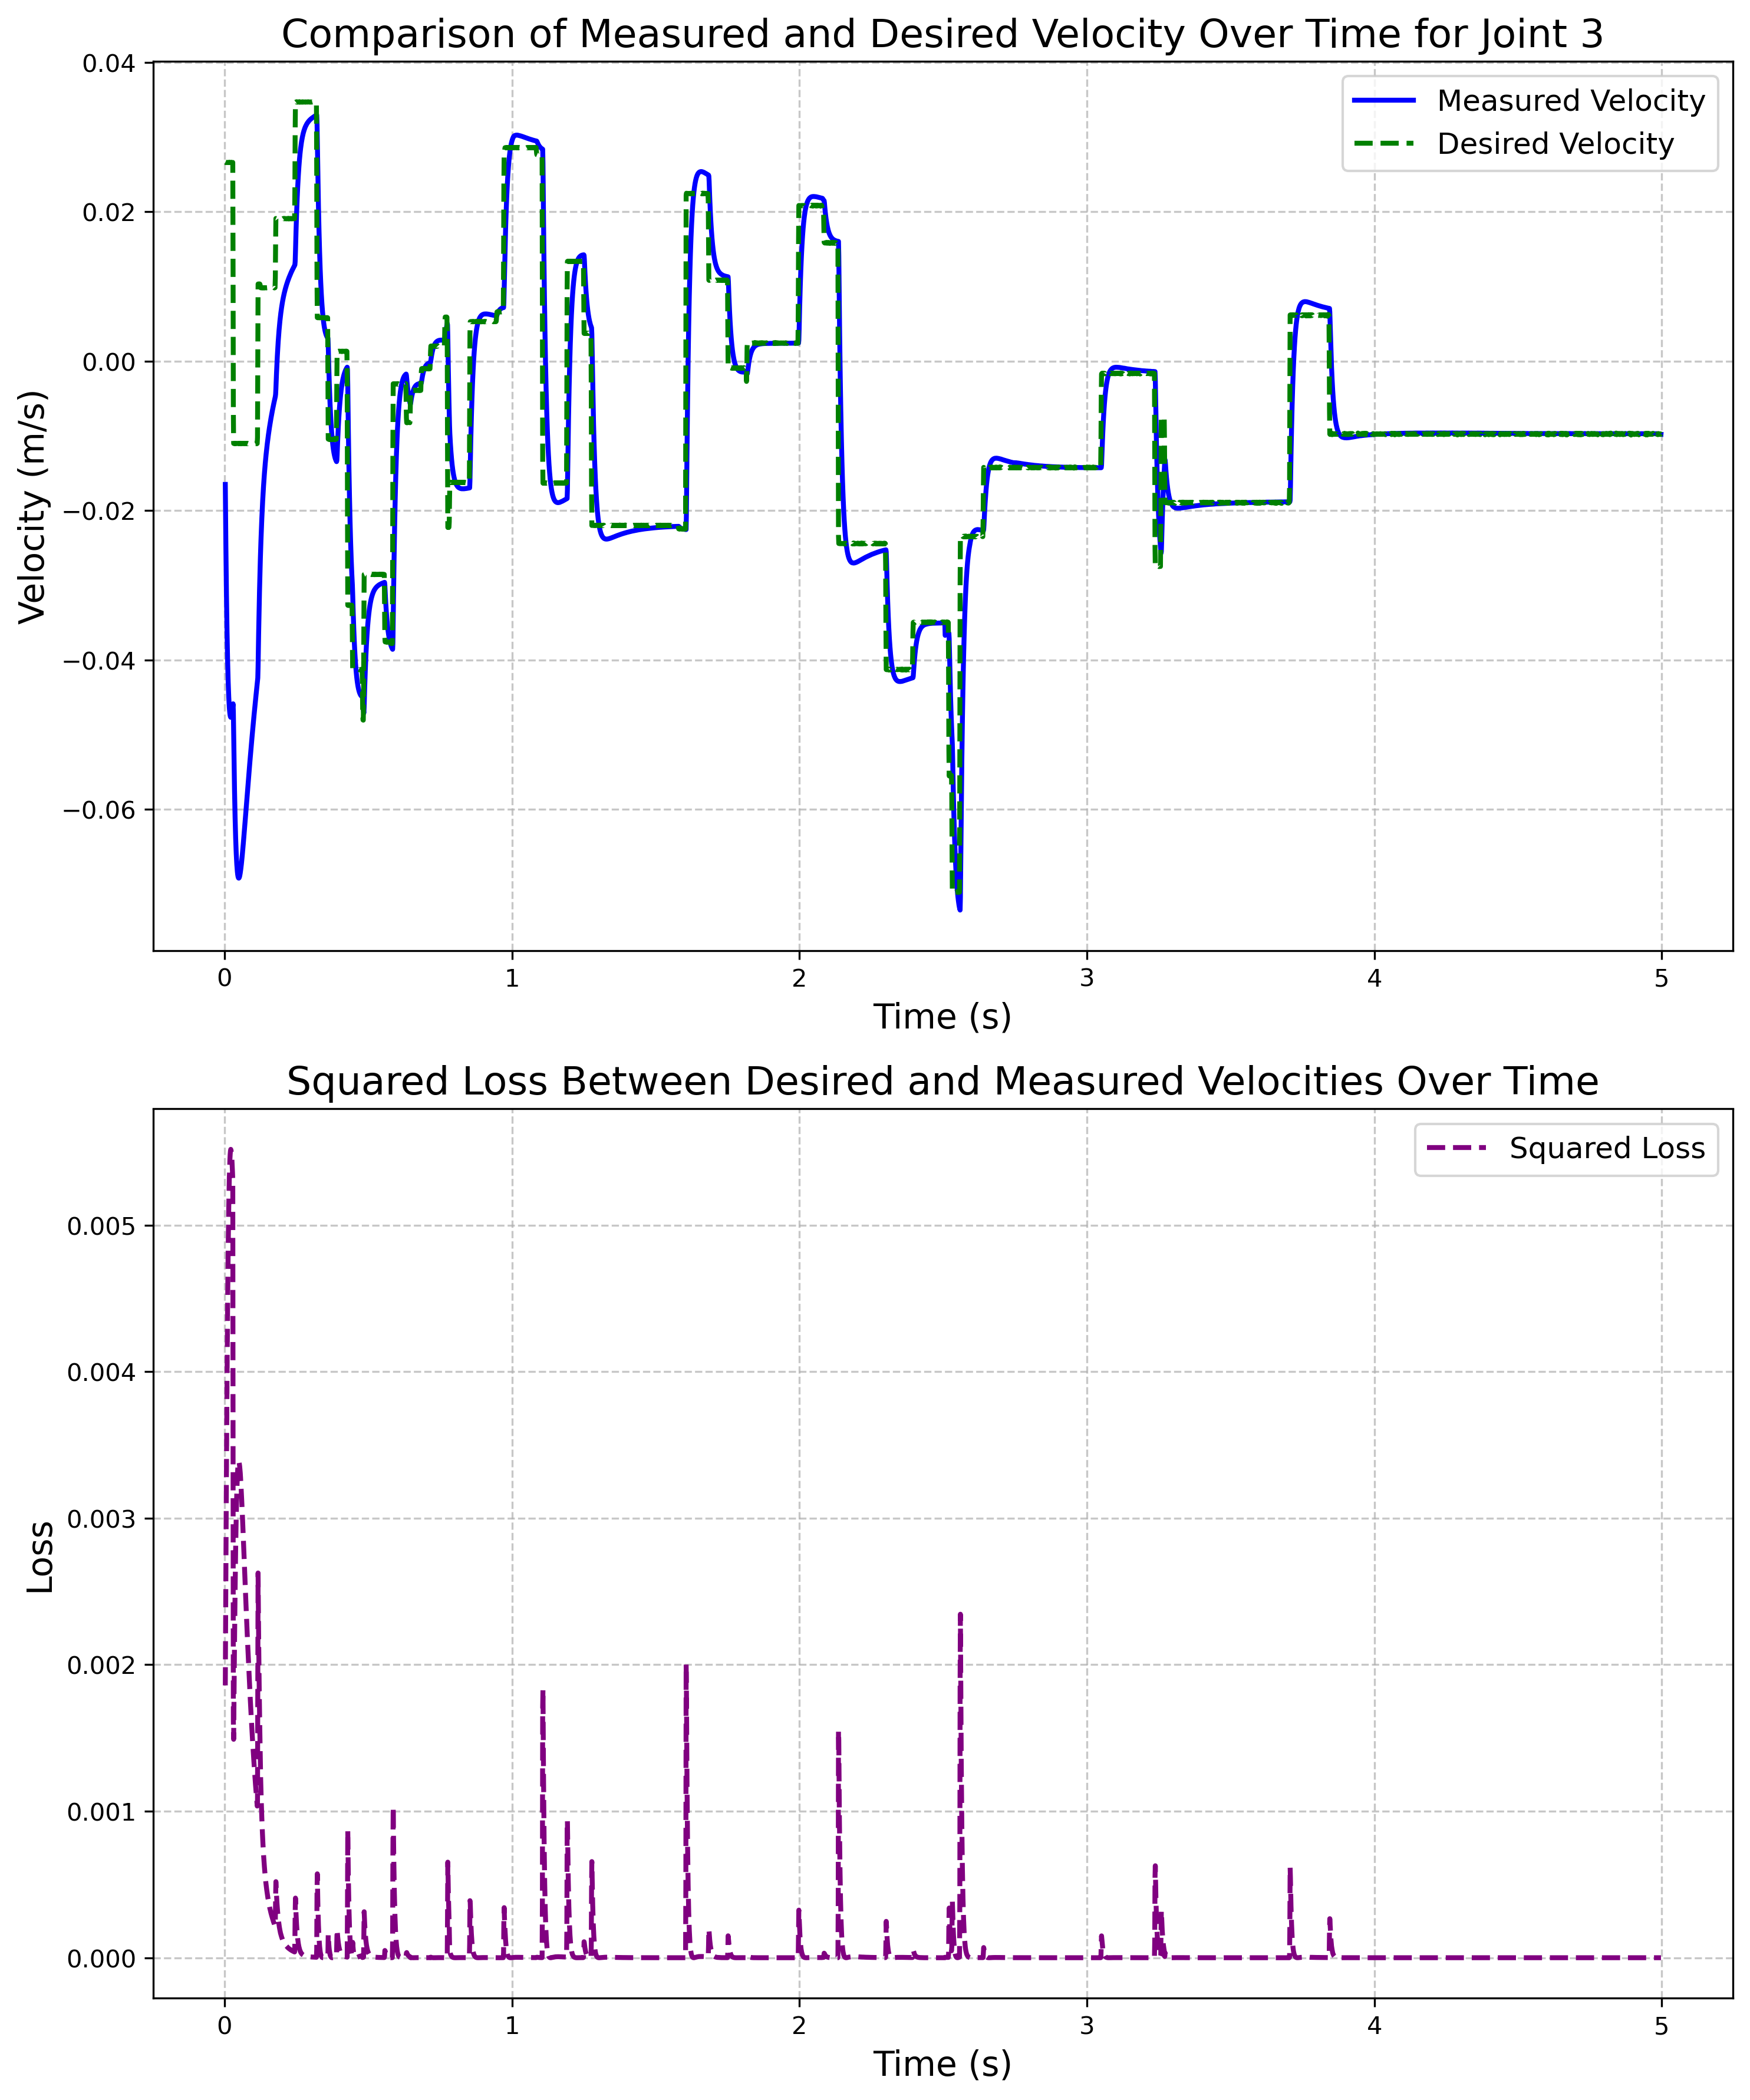 Comparison of Measured and Desired Velocity Over Time for Joint 3
Measured Velocity
Desired Velocity
Velocity (m/s)
0.04
0.02
0.00
−0.02
−0.04
−0.06
0 1 2 3 4 5
Time (s)
Squared Loss Between Desired and Measured Velocities Over Time
Squared Loss
Loss
0.005
0.004
0.003
0.002
0.001
0.000
0 1 2 3 4 5
Time (s)